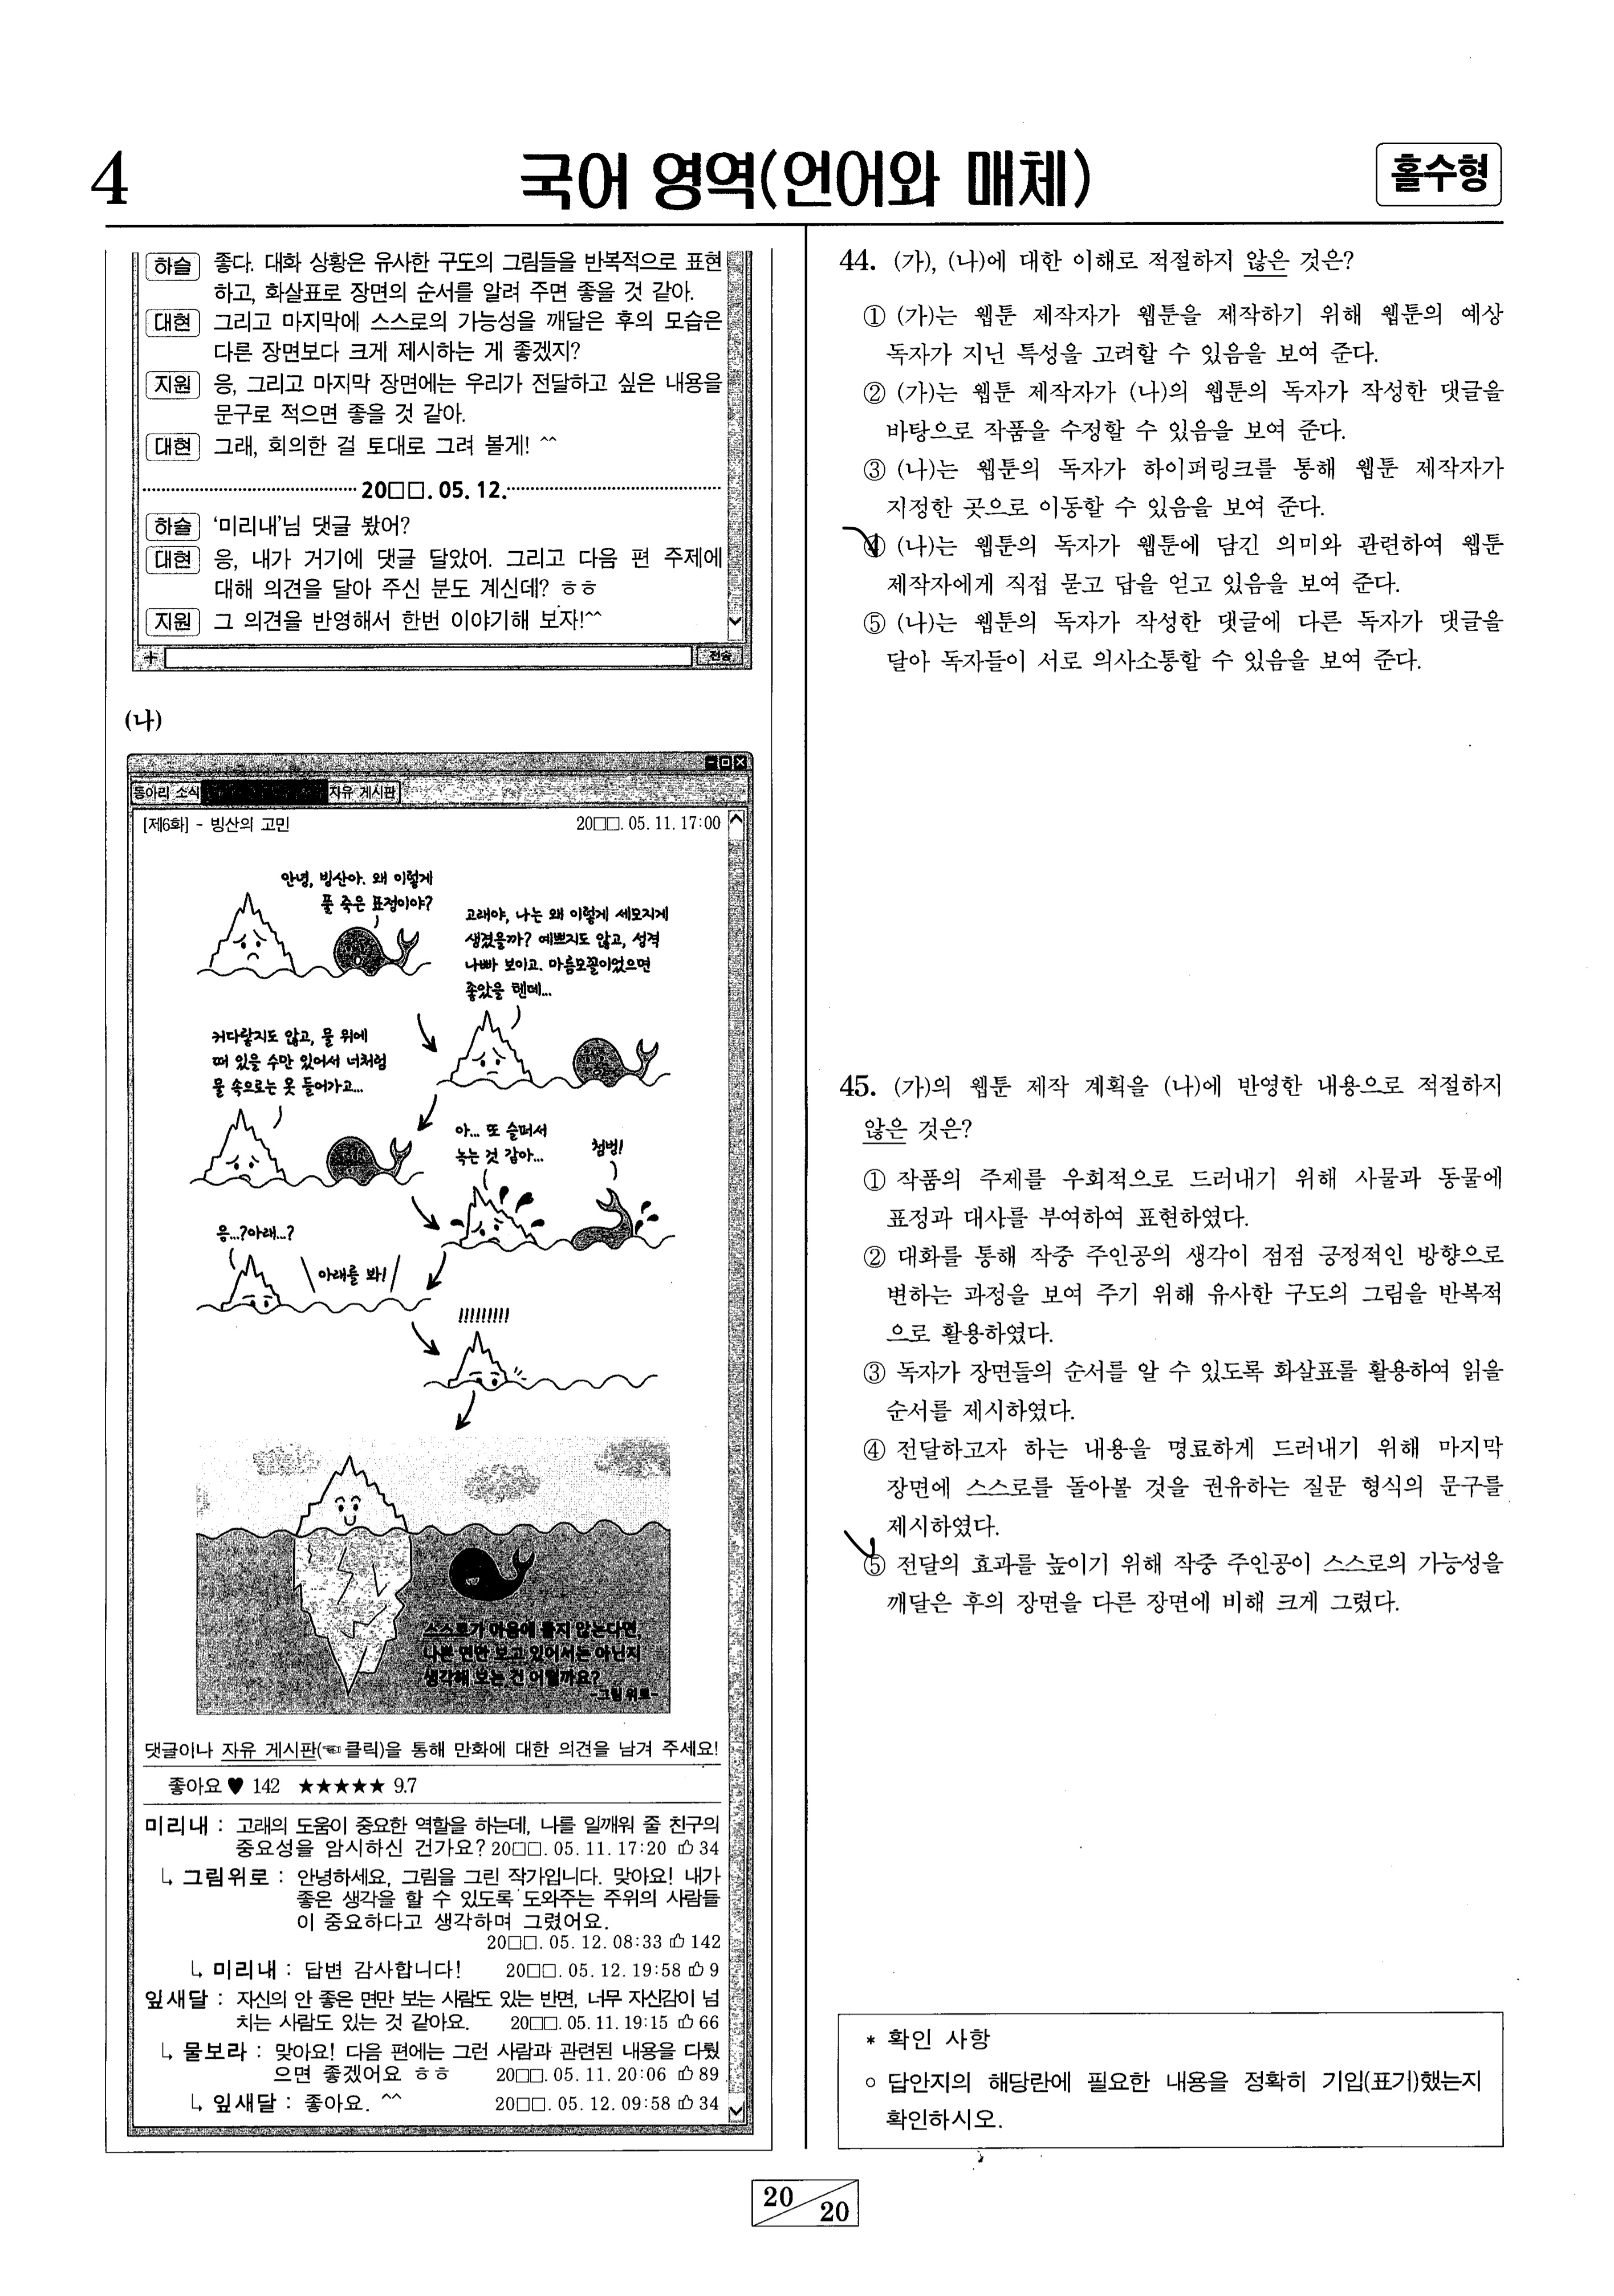 4
국어 영역(언어와 매체)
홀수형
하슬 좋다. 대화 상황은 유사한 구도의 그림들을 반복적으로 표현
하고, 화살표로 장면의 순서를 알려 주면 좋을 것 같아.
대현 그리고 마지막에 스스로의 가능성을 깨달은 후의 모습은
다른 장면보다 크게 제시하는 게 좋겠지?
지원 응, 그리고 마지막 장면에는 우리가 전달하고 싶은 내용을
문구로 적으면 좋을 것 같아.
대현 그래, 회의한 걸 토대로 그려 볼게! ^^
20□□. 05. 12.
하슬 '미리내'님 댓글 봤어?
대현 응, 내가 거기에 댓글 달았어. 그리고 다음 편 주제에
대해 의견을 달아 주신 분도 계신데? ㅎㅎ
지원 그 의견을 반영해서 한번 이야기해 보자!^^
+ 전송
(나)
동아리 소식 자유 게시판
[제6화] - 빙산의 고민 20□□. 05. 11. 17:00
안녕, 빙산아. 왜 이렇게
풀 죽은 표정이야?
고래야, 나는 왜 이렇게 세모지게
생겼을까? 예쁘지도 않고, 성격
나빠 보이고. 마름모꼴이었으면
좋았을 텐데...
커다랗지도 않고, 물 위에
떠 있을 수만 있어서 너처럼
물 속으로는 못 들어가고...
아... 또 슬퍼서
녹는 것 같아...
첨벙!
응...?아래...?
아래를 봐!
!!!!!!!!!
스스로가 마음에 들지 않는다면,
나쁜 면만 보고 있어서는 아닌지
생각해 보는 건 어떨까요?
-그림 위로-
댓글이나 자유 게시판(☜클릭)을 통해 만화에 대한 의견을 남겨 주세요!
좋아요 ♥ 142 ★★★★★ 9.7
미리내 : 고래의 도움이 중요한 역할을 하는데, 나를 일깨워 줄 친구의
중요성을 암시하신 건가요? 20□□. 05. 11. 17:20 34
↳ 그림위로 : 안녕하세요, 그림을 그린 작가입니다. 맞아요! 내가
좋은 생각을 할 수 있도록 도와주는 주위의 사람들
이 중요하다고 생각하며 그렸어요.
20□□. 05. 12. 08:33 142
↳ 미리내 : 답변 감사합니다! 20□□. 05. 12. 19:58 9
잎새달 : 자신의 안 좋은 면만 보는 사람도 있는 반면, 너무 자신감이 넘
치는 사람도 있는 것 같아요. 20□□. 05. 11. 19:15 66
↳ 물보라 : 맞아요! 다음 편에는 그런 사람과 관련된 내용을 다뤘
으면 좋겠어요 ㅎㅎ 20□□. 05. 11. 20:06 89
↳ 잎새달 : 좋아요. ^^ 20□□. 05. 12. 09:58 34
44. (가), (나)에 대한 이해로 적절하지 않은 것은?
① (가)는 웹툰 제작자가 웹툰을 제작하기 위해 웹툰의 예상
독자가 지닌 특성을 고려할 수 있음을 보여 준다.
② (가)는 웹툰 제작자가 (나)의 웹툰의 독자가 작성한 댓글을
바탕으로 작품을 수정할 수 있음을 보여 준다.
③ (나)는 웹툰의 독자가 하이퍼링크를 통해 웹툰 제작자가
지정한 곳으로 이동할 수 있음을 보여 준다.
④ (나)는 웹툰의 독자가 웹툰에 담긴 의미와 관련하여 웹툰
제작자에게 직접 묻고 답을 얻고 있음을 보여 준다.
⑤ (나)는 웹툰의 독자가 작성한 댓글에 다른 독자가 댓글을
달아 독자들이 서로 의사소통할 수 있음을 보여 준다.
45. (가)의 웹툰 제작 계획을 (나)에 반영한 내용으로 적절하지
않은 것은?
① 작품의 주제를 우회적으로 드러내기 위해 사물과 동물에
표정과 대사를 부여하여 표현하였다.
② 대화를 통해 작중 주인공의 생각이 점점 긍정적인 방향으로
변하는 과정을 보여 주기 위해 유사한 구도의 그림을 반복적
으로 활용하였다.
③ 독자가 장면들의 순서를 알 수 있도록 화살표를 활용하여 읽을
순서를 제시하였다.
④ 전달하고자 하는 내용을 명료하게 드러내기 위해 마지막
장면에 스스로를 돌아볼 것을 권유하는 질문 형식의 문구를
제시하였다.
⑤ 전달의 효과를 높이기 위해 작중 주인공이 스스로의 가능성을
깨달은 후의 장면을 다른 장면에 비해 크게 그렸다.
* 확인 사항
○ 답안지의 해당란에 필요한 내용을 정확히 기입(표기)했는지
확인하시오.
20
20